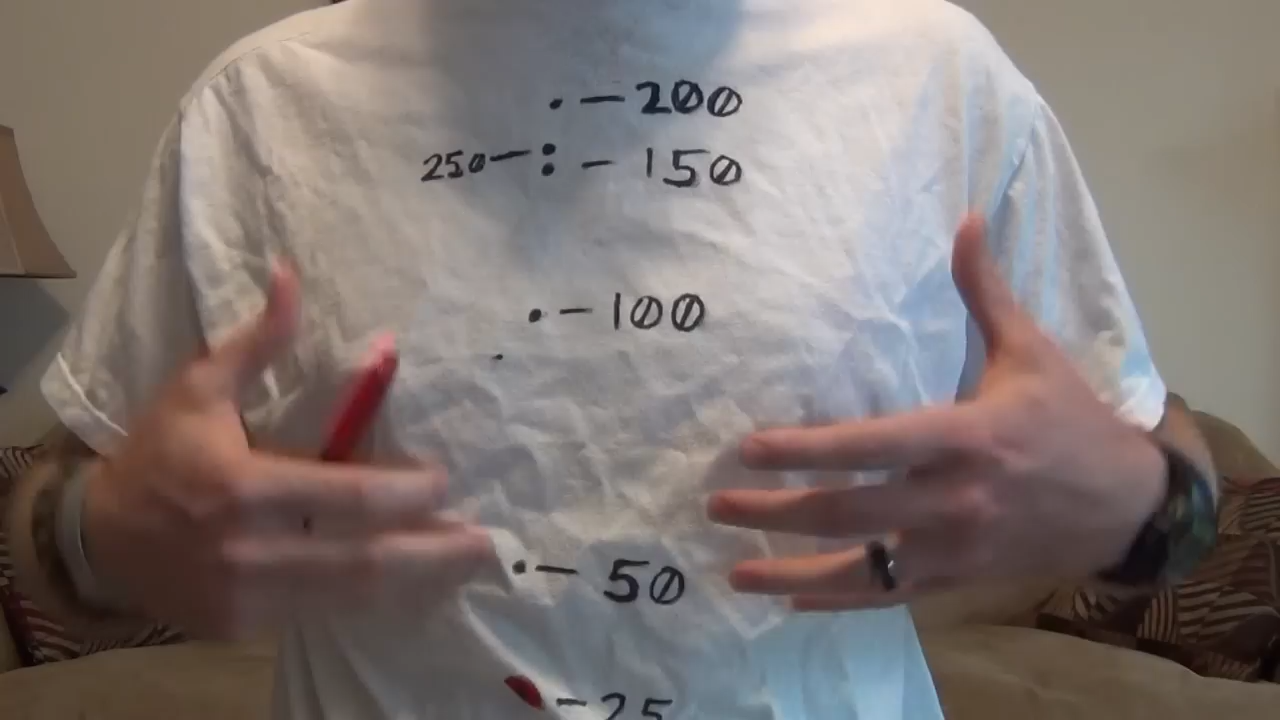 • — 200
250 — : — 150
• — 100
• — 50
— 25